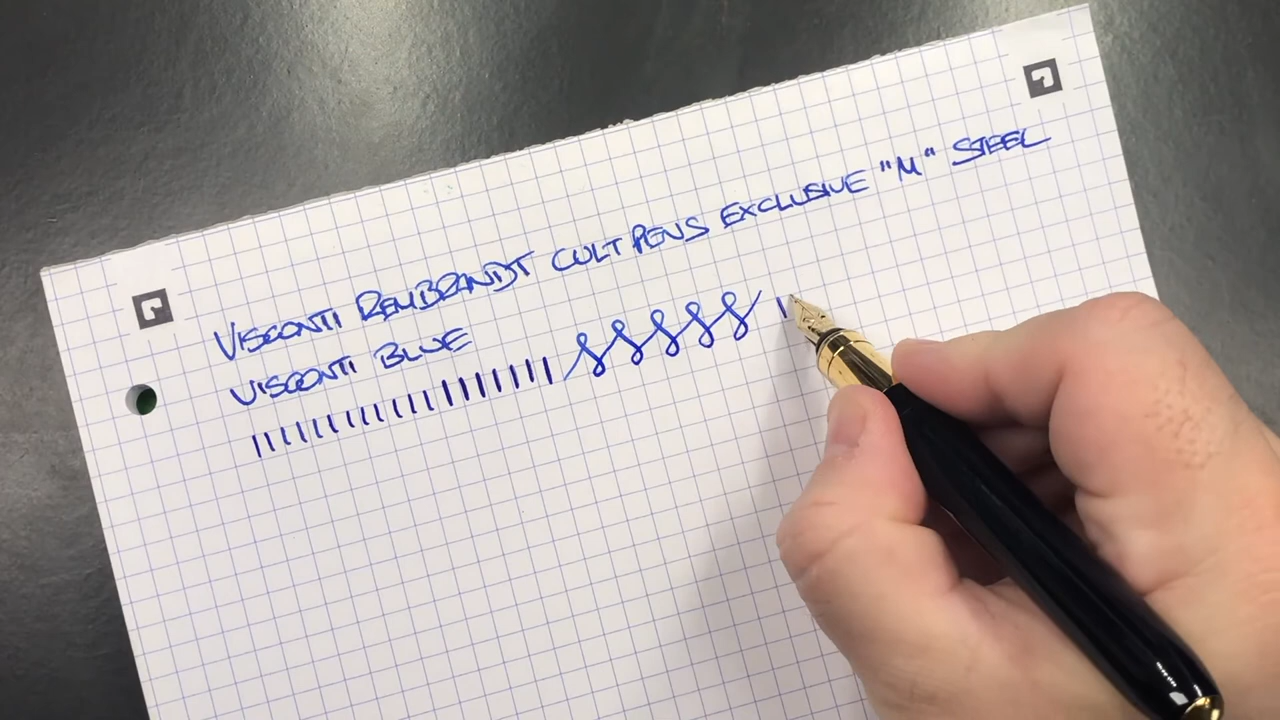 VISCONTI REMBRANDT CULT PENS EXCLUSIVE "M" STEEL
VISCONTI BLUE